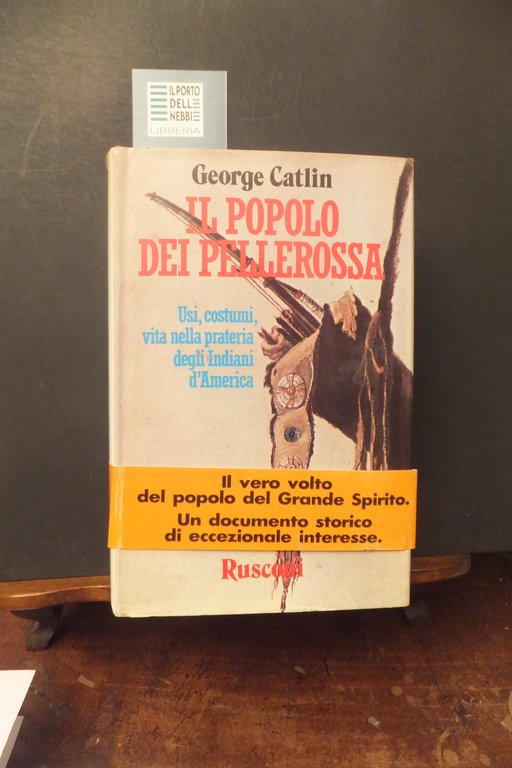 IL PORTO
DELLE
NEBBIE
LIBRERIA
George Catlin
IL POPOLO
DEI PELLEROSSA
Usi, costumi,
vita nella prateria
degli Indiani
d'America
Il vero volto
del popolo del Grande Spirito.
Un documento storico
di eccezionale interesse.
Rusconi